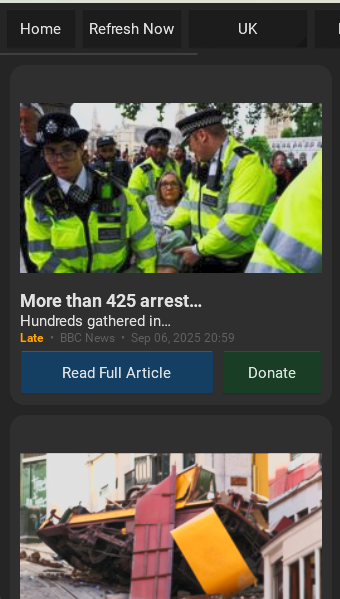 Home Refresh Now UK
More than 425 arrest...
Hundreds gathered in...
Late • BBC News • Sep 06, 2025 20:59
Read Full Article Donate